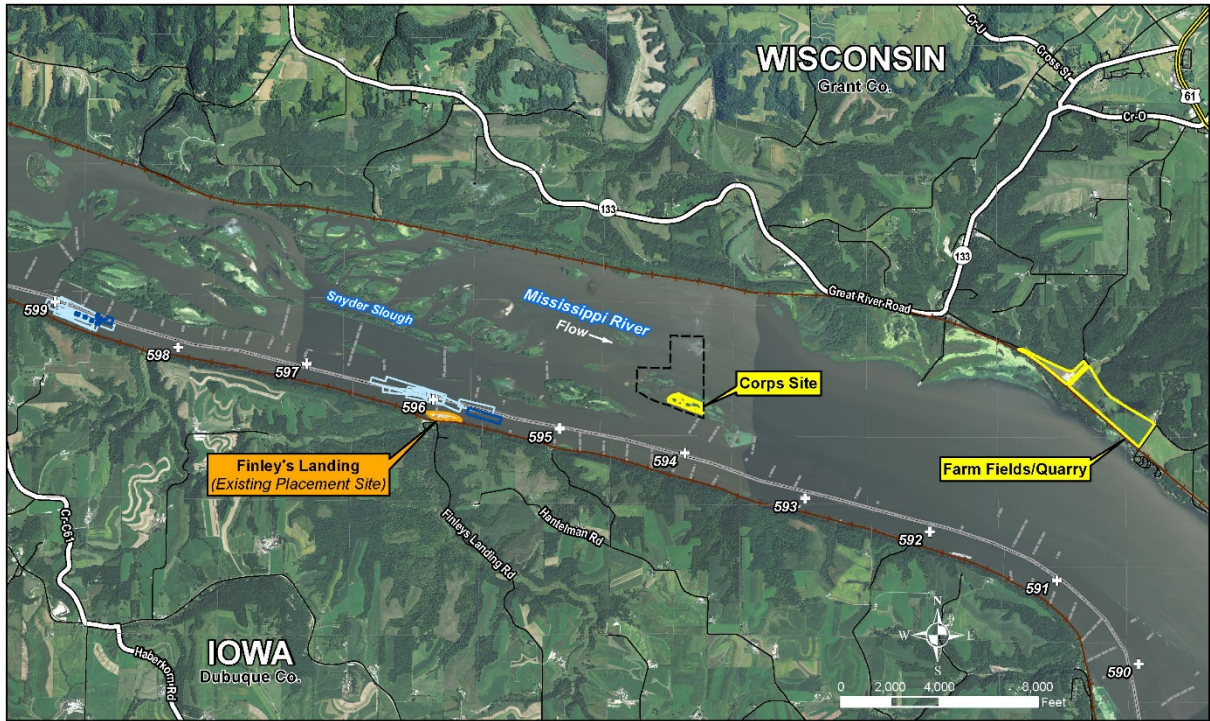 WISCONSIN
Grant Co.
Cr-U
Cross St
61
Cr-O
133
133
Great River Road
Mississippi River
Flow
Snyder Slough
599
598
597
596
595
594
593
592
591
590
Corps Site
Farm Fields/Quarry
Finley's Landing
(Existing Placement Site)
Finleys Landing Rd
Hantelman Rd
Cr-C61
Haberkorn Rd
IOWA
Dubuque Co.
N
W
E
S
0 2,000 4,000 8,000
Feet